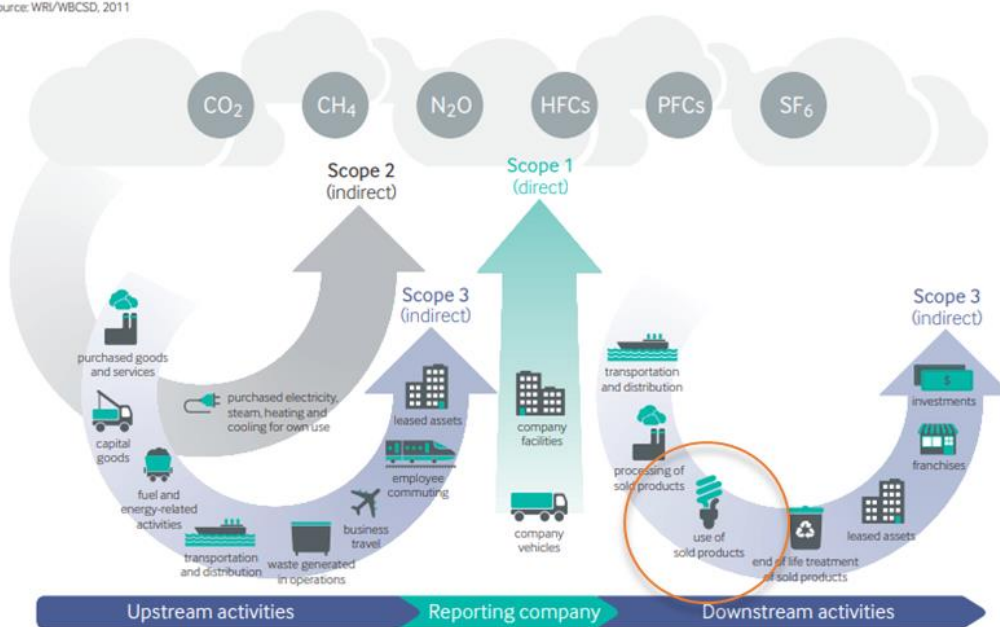 ource: WRI/WBCSD, 2011
CO₂
CH₄
N₂O
HFCs
PFCs
SF₆
Scope 2
(indirect)
Scope 1
(direct)
Scope 3
(indirect)
Scope 3
(indirect)
purchased goods
and services
capital
goods
fuel and
energy-related
activities
transportation
and distribution
waste generated
in operations
business
travel
employee
commuting
leased assets
purchased electricity,
steam, heating and
cooling for own use
company
facilities
company
vehicles
transportation
and distribution
processing of
sold products
use of
sold products
end of life treatment
of sold products
leased assets
franchises
$
investments
Upstream activities
Reporting company
Downstream activities